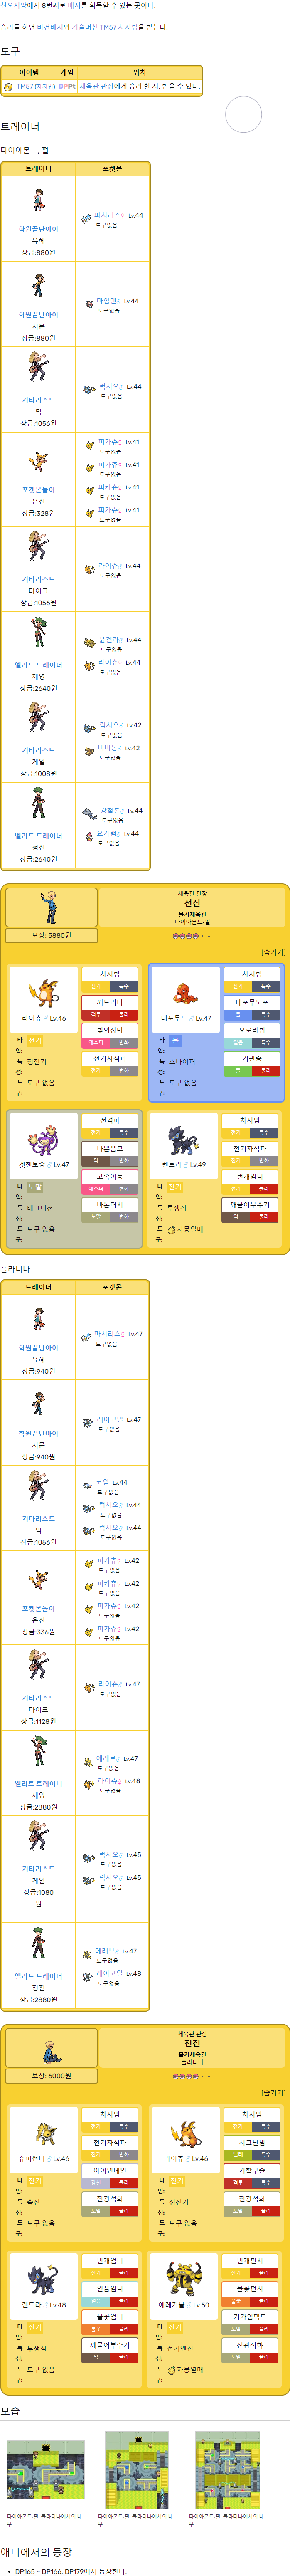 신오지방에서 8번째로 배지를 획득할 수 있는 곳이다.
승리를 하면 비컨배지와 기술머신 TM57 차지빔을 받는다.
도구
아이템 게임 위치
TM57 [차지빔] DPPt 체육관 관장에게 승리 할 시, 받을 수 있다.
트레이너
다이아몬드, 펄
트레이너 포켓몬
학원끝난아이
유혜
상금:880원
파치리스♀ Lv.44
도구없음
학원끝난아이
지운
상금:880원
마임맨♂ Lv.44
도구없음
기타리스트
믹
상금:1056원
럭시오♂ Lv.44
도구없음
포켓몬놀이
은진
상금:328원
피카츄♀ Lv.41
도구없음
피카츄♀ Lv.41
도구없음
피카츄♀ Lv.41
도구없음
피카츄♀ Lv.41
도구없음
기타리스트
마이크
상금:1056원
라이츄♂ Lv.44
도구없음
엘리트 트레이너
제영
상금:2640원
윤겔라♂ Lv.44
도구없음
라이츄♀ Lv.44
도구없음
기타리스트
케일
상금:1008원
럭시오♂ Lv.42
도구없음
비버통♂ Lv.42
도구없음
엘리트 트레이너
정진
상금:2640원
강철톤♂ Lv.44
도구없음
요가램♂ Lv.44
도구없음
체육관 관장
전진
물가체육관
다이아몬드•펄
보상: 5880원
[숨기기]
라이츄 ♂ Lv.46
타입: 전기
특성: 정전기
도구: 도구 없음
차지빔
전기 특수
깨트리다
격투 물리
빛의장막
에스퍼 변화
전기자석파
전기 변화
대포무노 ♂ Lv.47
타입: 물
특성: 스나이퍼
도구: 도구 없음
차지빔
전기 특수
대포무노포
물 특수
오로라빔
얼음 특수
기관총
풀 물리
겟핸보숭 ♂ Lv.47
타입: 노말
특성: 테크니션
도구: 도구 없음
전격파
전기 특수
나쁜음모
악 변화
고속이동
에스퍼 변화
바톤터치
노말 변화
렌트라 ♂ Lv.49
타입: 전기
특성: 투쟁심
도구: 자뭉열매
차지빔
전기 특수
전기자석파
전기 변화
번개엄니
전기 물리
깨물어부수기
악 물리
플라티나
트레이너 포켓몬
학원끝난아이
유혜
상금:940원
파치리스♀ Lv.47
도구없음
학원끝난아이
지운
상금:940원
레어코일 Lv.47
도구없음
기타리스트
믹
상금:1056원
코일 Lv.44
도구없음
럭시오♂ Lv.44
도구없음
럭시오♂ Lv.44
도구없음
포켓몬놀이
은진
상금:336원
피카츄♀ Lv.42
도구없음
피카츄♀ Lv.42
도구없음
피카츄♀ Lv.42
도구없음
피카츄♀ Lv.42
도구없음
기타리스트
마이크
상금:1128원
라이츄♂ Lv.47
도구없음
엘리트 트레이너
제영
상금:2880원
에레브♂ Lv.47
도구없음
라이츄♀ Lv.48
도구없음
기타리스트
케일
상금:1080
원
럭시오♂ Lv.45
도구없음
럭시오♂ Lv.45
도구없음
엘리트 트레이너
정진
상금:2880원
에레브♂ Lv.47
도구없음
레어코일 Lv.48
도구없음
체육관 관장
전진
물가체육관
플라티나
보상: 6000원
[숨기기]
쥬피썬더 ♂ Lv.46
타입: 전기
특성: 축전
도구: 도구 없음
차지빔
전기 특수
전기자석파
전기 변화
아이언테일
강철 물리
전광석화
노말 물리
라이츄 ♂ Lv.46
타입: 전기
특성: 정전기
도구: 도구 없음
차지빔
전기 특수
시그널빔
벌레 특수
기합구슬
격투 특수
전광석화
노말 물리
렌트라 ♂ Lv.48
타입: 전기
특성: 투쟁심
도구: 도구 없음
번개엄니
전기 물리
얼음엄니
얼음 물리
불꽃엄니
불꽃 물리
깨물어부수기
악 물리
에레키블 ♂ Lv.50
타입: 전기
특성: 전기엔진
도구: 자뭉열매
번개펀치
전기 물리
불꽃펀치
불꽃 물리
기가임팩트
노말 물리
전광석화
노말 물리
모습
다이아몬드•펄, 플라티나에서의 내부
다이아몬드•펄, 플라티나에서의 내부
다이아몬드•펄, 플라티나에서의 내부
애니에서의 등장
• DP165 ~ DP166, DP179에서 등장한다.